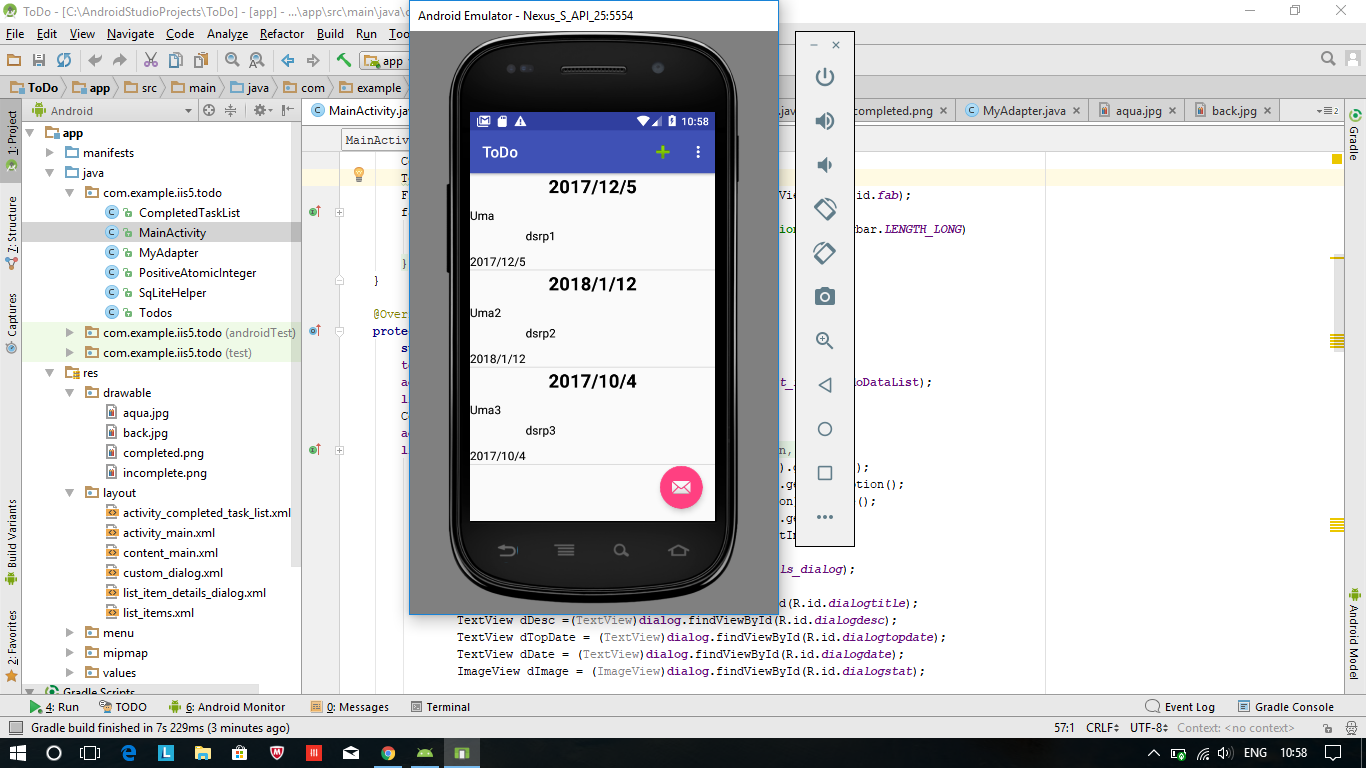 ToDo - [C:\AndroidStudioProjects\ToDo] - [app] - ...\app\src\main\java\
Android Emulator - Nexus_S_API_25:5554
File Edit View Navigate Code Analyze Refactor Build Run
app
ToDo app src main java com example
1: Project
7: Structure
Captures
Build Variants
2: Favorites
Android
app
manifests
java
com.example.iis5.todo
CompletedTaskList
MainActivity
MyAdapter
PositiveAtomicInteger
SqLiteHelper
Todos
com.example.iis5.todo (androidTest)
com.example.iis5.todo (test)
res
drawable
aqua.jpg
back.jpg
completed.png
incomplete.png
layout
activity_completed_task_list.xml
activity_main.xml
content_main.xml
custom_dialog.xml
list_item_details_dialog.xml
list_items.xml
menu
mipmap
values
Gradle Scripts
MainActivity.ja
completed.png
MyAdapter.java
aqua.jpg
back.jpg
2
MainActiv
id.fab);
bar.LENGTH_LONG)
}
}
@Over
prote
oDataList);
ption();
();
ls_dialog);
d(R.id.dialogtitle);
TextView dDesc =(TextView)dialog.findViewById(R.id.dialogdesc);
TextView dTopDate = (TextView)dialog.findViewById(R.id.dialogtopdate);
TextView dDate = (TextView)dialog.findViewById(R.id.dialogdate);
ImageView dImage = (ImageView)dialog.findViewById(R.id.dialogstat);
10:58
ToDo
2017/12/5
Uma
dsrp1
2017/12/5
2018/1/12
Uma2
dsrp2
2018/1/12
2017/10/4
Uma3
dsrp3
2017/10/4
Gradle
Android Model
4: Run TODO 6: Android Monitor 0: Messages Terminal Event Log Gradle Console
Gradle build finished in 7s 229ms (3 minutes ago) 57:1 CRLF UTF-8 Context: <no context>
ENG 10:58